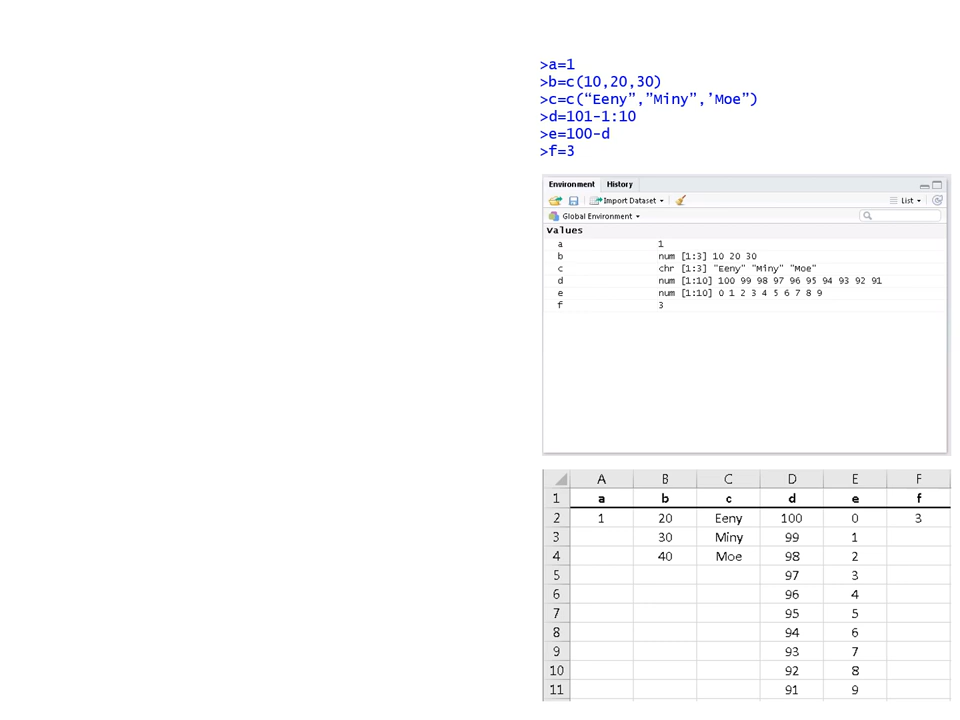 >a=1
>b=c(10,20,30)
>c=c(“Eeny”,”Miny”,’Moe”)
>d=101-1:10
>e=100-d
>f=3
Environment History
Import Dataset List
Global Environment
Values
a 1
b num [1:3] 10 20 30
c chr [1:3] "Eeny" "Miny" "Moe"
d num [1:10] 100 99 98 97 96 95 94 93 92 91
e num [1:10] 0 1 2 3 4 5 6 7 8 9
f 3
A B C D E F
1 a b c d e f
2 1 20 Eeny 100 0 3
3 30 Miny 99 1
4 40 Moe 98 2
5 97 3
6 96 4
7 95 5
8 94 6
9 93 7
10 92 8
11 91 9